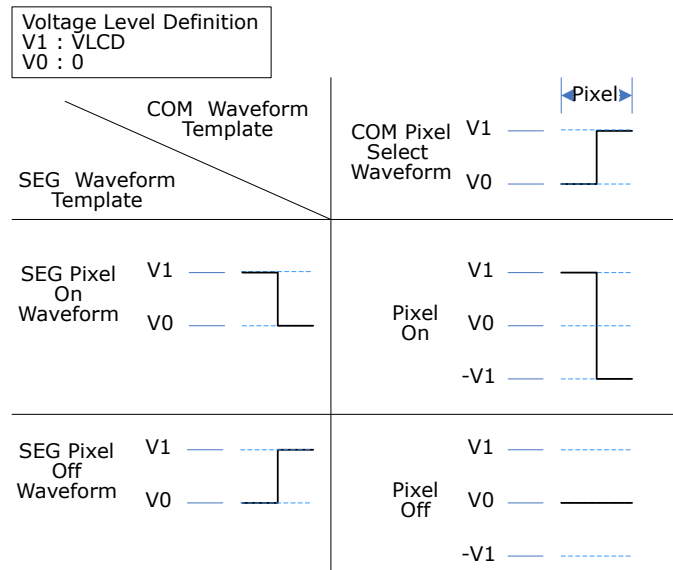 Voltage Level Definition
V1 : VLCD
V0 : 0
COM Waveform
Template
SEG Waveform
Template
Pixel
COM Pixel
Select
Waveform
V1
V0
SEG Pixel
On
Waveform
V1
V0
Pixel
On
V1
V0
-V1
SEG Pixel
Off
Waveform
V1
V0
Pixel
Off
V1
V0
-V1